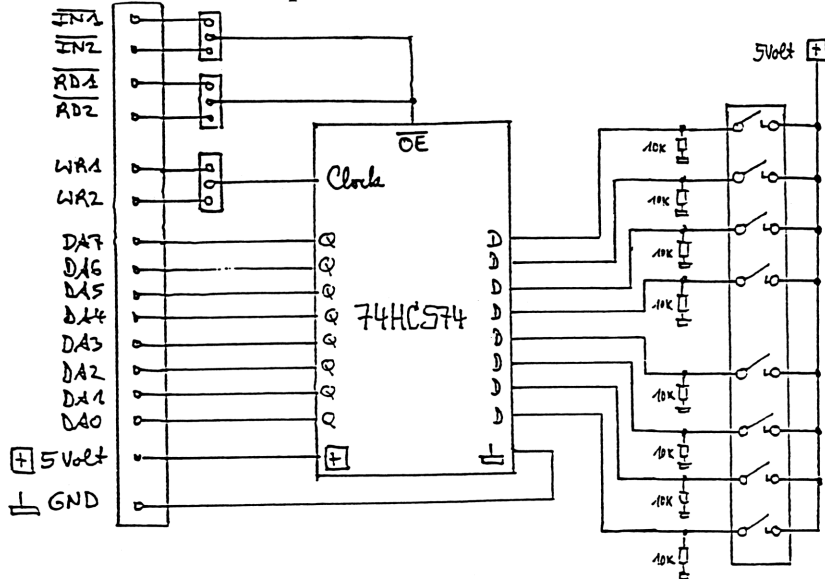 IN1
IN2
RD1
RD2
WR1
WR2
DA7
DA6
DA5
DA4
DA3
DA2
DA1
DA0
+ 5 Volt
GND
OE
Clock
Q
Q
Q
Q
Q
Q
Q
Q
74HC574
D
D
D
D
D
D
D
D
+
5Volt +
10K
10K
10K
10K
10K
10K
10K
10K